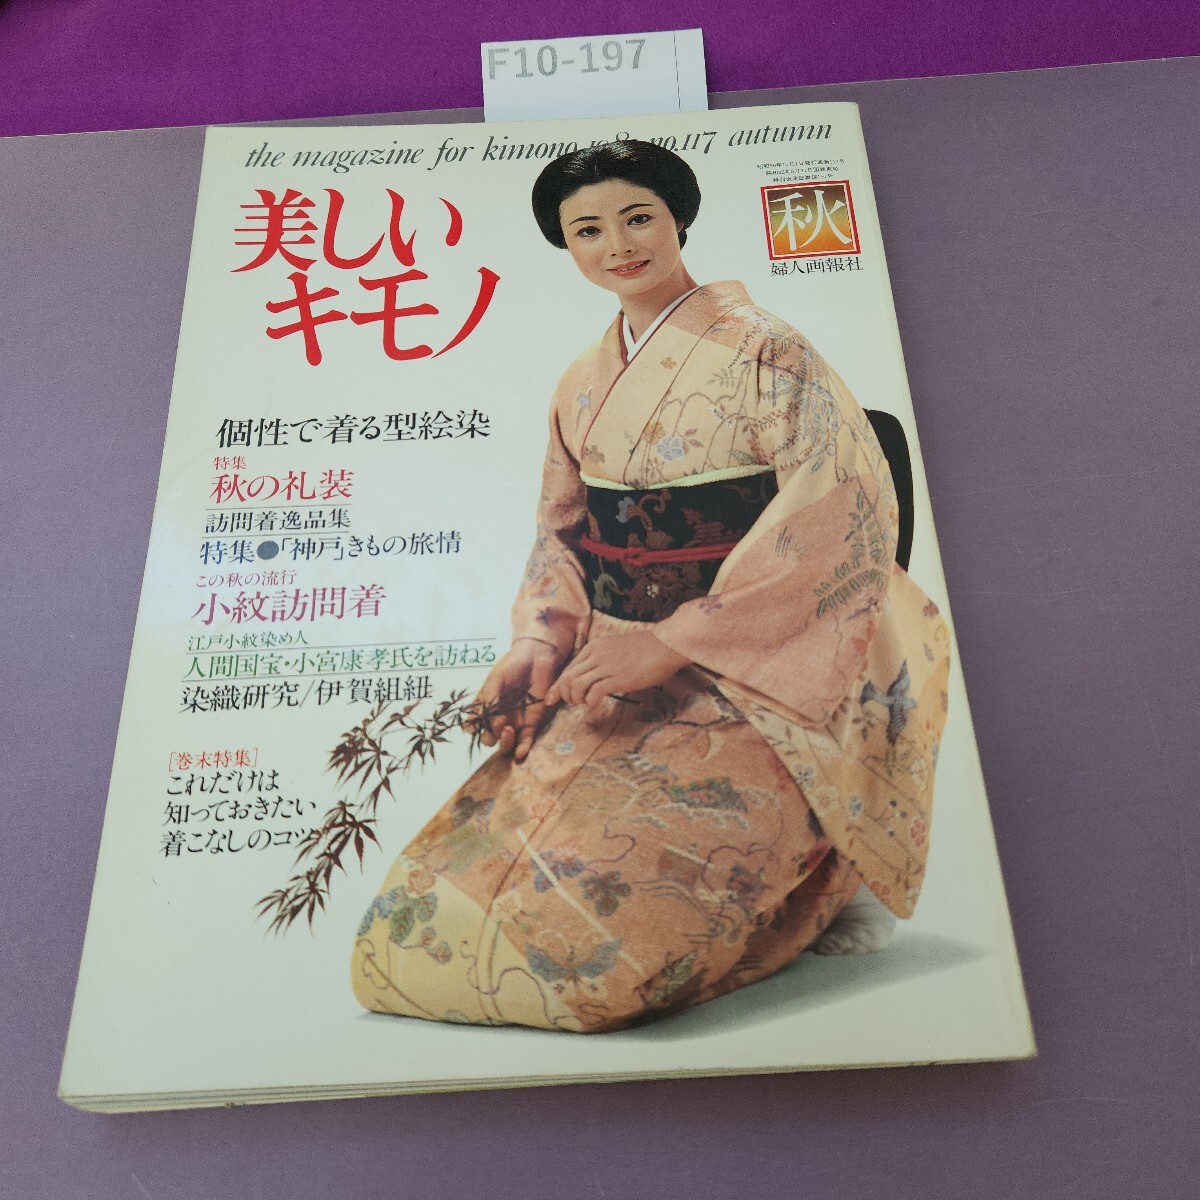 F10-197
the magazine for kimono no.117 autumn
美しい
キモノ
秋
婦人画報社
個性で着る型絵染
特集
秋の礼装
訪問着逸品集
特集●「神戸」きもの旅情
この秋の流行
小紋訪問着
江戸小紋染め人
人間国宝・小宮康孝氏を訪ねる
染織研究/伊賀組紐
[巻末特集]
これだけは
知っておきたい
着こなしのコツ